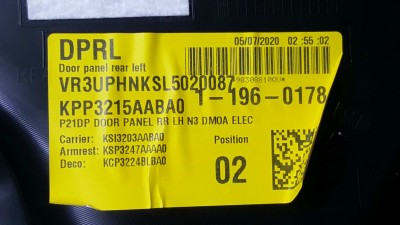 DPRL 05/07/2020 02:55:02
Door panel rear left
VR3UPHNKSL5020087
KPP3215AABA0 1-196-0178
P21DP DOOR PANEL RR LH N3 DMOA ELEC
Carrier: KSI3203AABA0 Position
Armrest: KSP3247AAAA0 02
Deco: KCP3224BLBA0